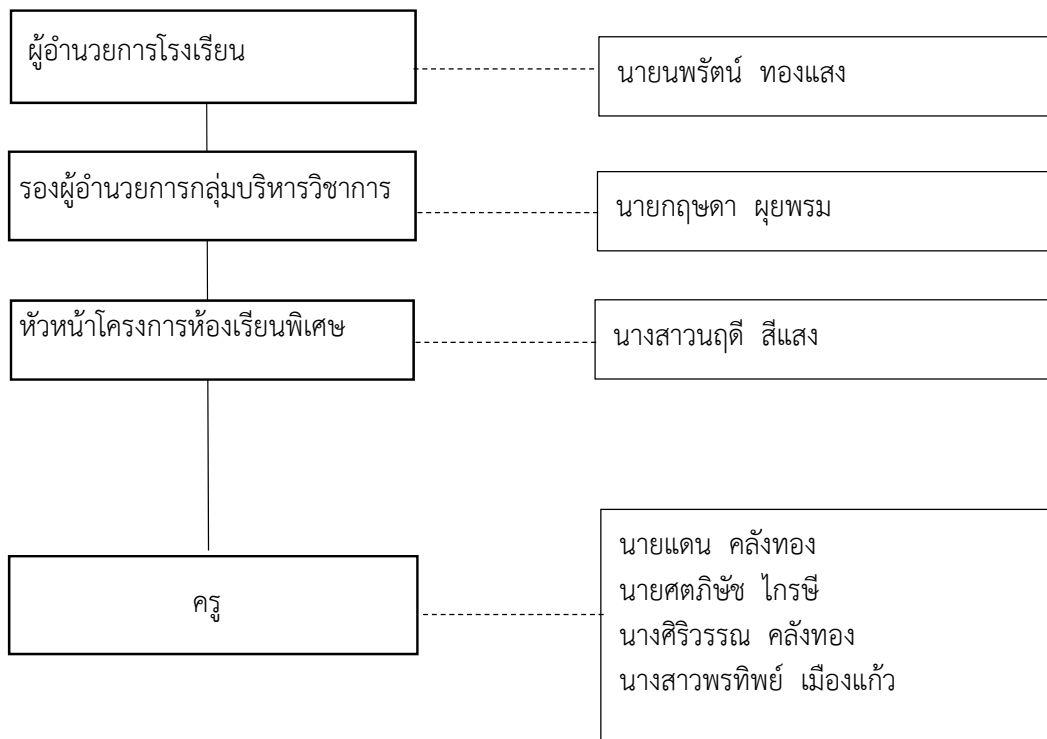 ผู้อำนวยการโรงเรียน
นายนพรัตน์ ทองแสง
รองผู้อำนวยการกลุ่มบริหารวิชาการ
นายกฤษดา ผุยพรม
หัวหน้าโครงการห้องเรียนพิเศษ
นางสาวนฤดี สีแสง
ครู
นายแดน คลังทอง
นายศตภิษัช ไกรษี
นางศิริวรรณ คลังทอง
นางสาวพรทิพย์ เมืองแก้ว